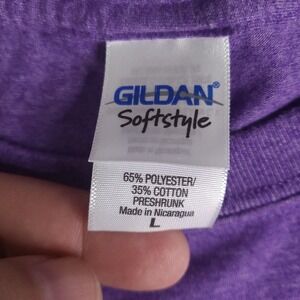 GILDAN®
Softstyle
65% POLYESTER/
35% COTTON
PRESHRUNK
Made in Nicaragua
L